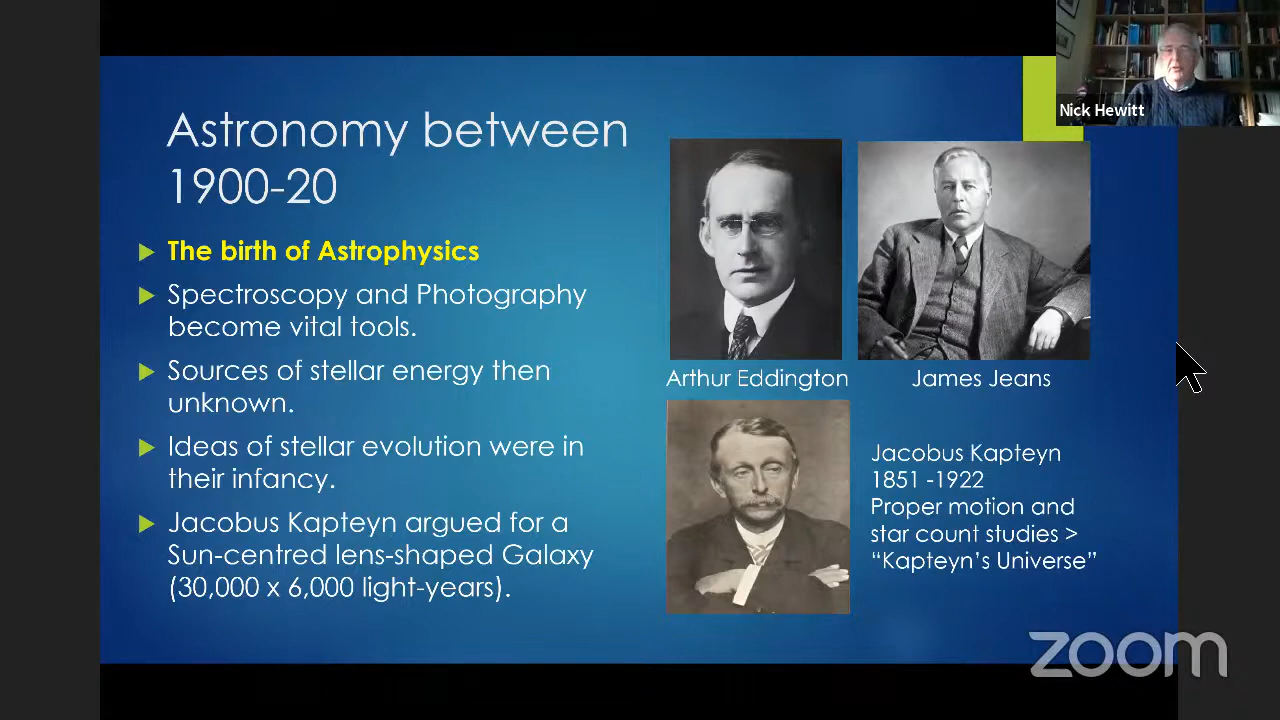 Nick Hewitt
Astronomy between
1900-20
The birth of Astrophysics
Spectroscopy and Photography
become vital tools.
Sources of stellar energy then
unknown.
Ideas of stellar evolution were in
their infancy.
Jacobus Kapteyn argued for a
Sun-centred lens-shaped Galaxy
(30,000 x 6,000 light-years).
Arthur Eddington
James Jeans
Jacobus Kapteyn
1851 -1922
Proper motion and
star count studies >
“Kapteyn’s Universe”
zoom